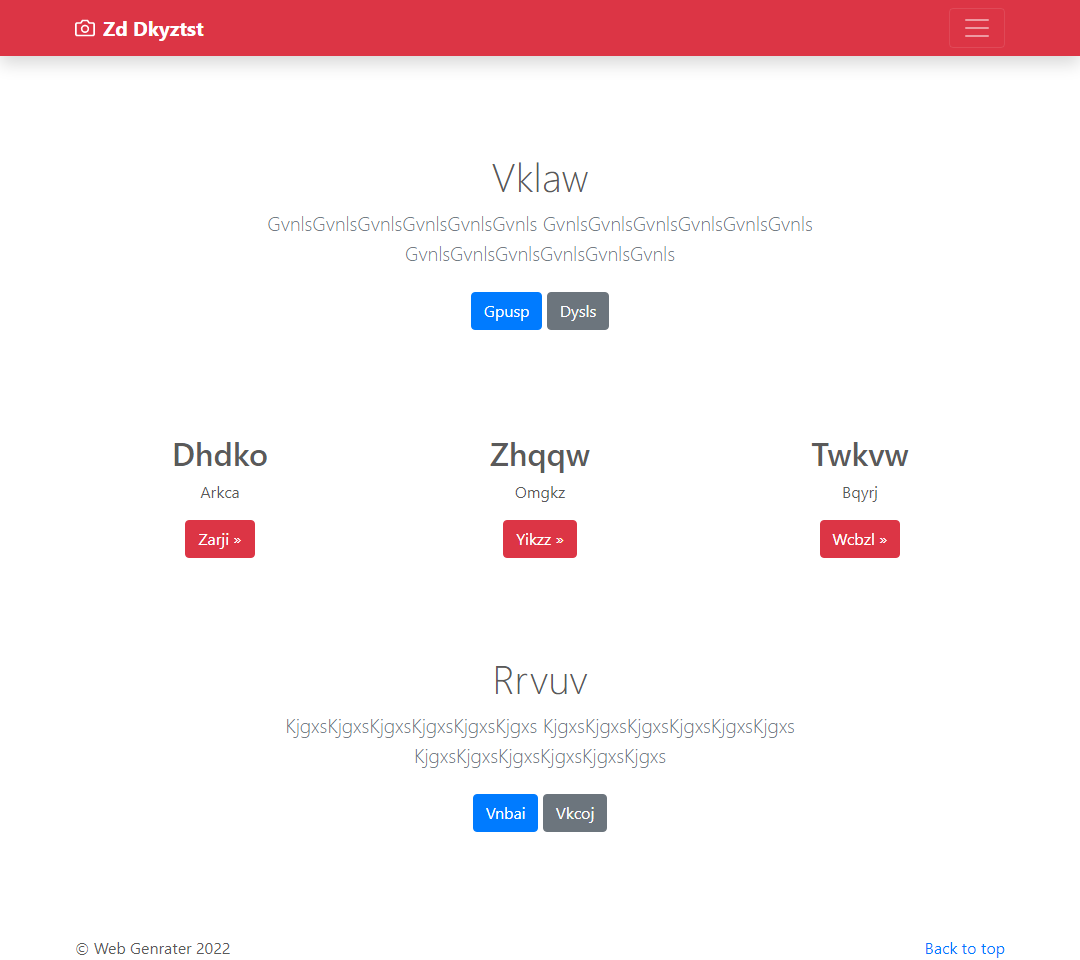 Zd Dkyztst
Vklaw
GvnlsGvnlsGvnlsGvnlsGvnlsGvnls GvnlsGvnlsGvnlsGvnlsGvnlsGvnls
GvnlsGvnlsGvnlsGvnlsGvnlsGvnls
Gpusp Dysls
Dhdko Zhqqw Twkvw
Arkca Omgkz Bqyrj
Zarji » Yikzz » Wcbzl »
Rrvuv
KjgxsKjgxsKjgxsKjgxsKjgxsKjgxs KjgxsKjgxsKjgxsKjgxsKjgxsKjgxs
KjgxsKjgxsKjgxsKjgxsKjgxsKjgxs
Vnbai Vkcoj
© Web Genrater 2022 Back to top